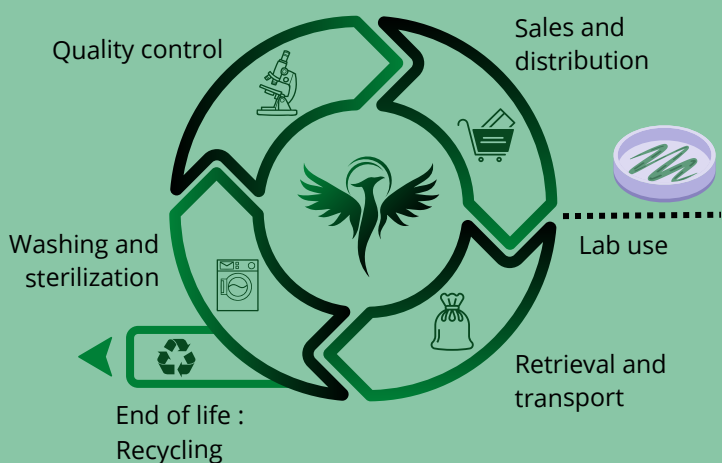 Quality control
Sales and
distribution
Lab use
Retrieval and
transport
Washing and
sterilization
End of life :
Recycling